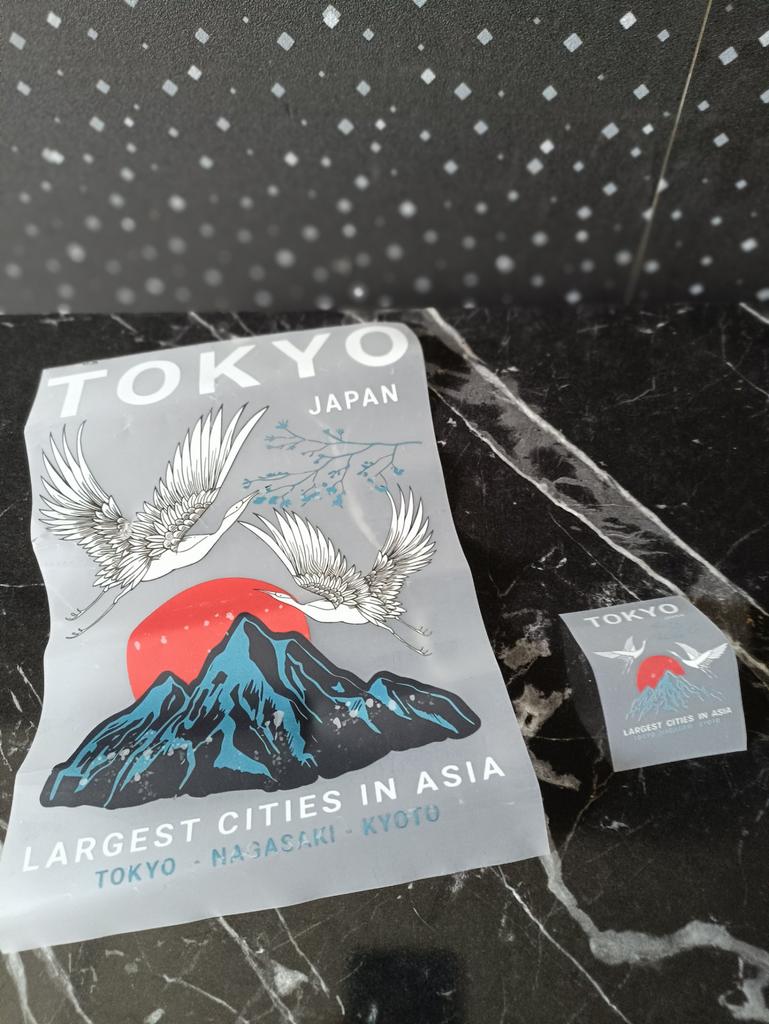 TOKYO
JAPAN
LARGEST CITIES IN ASIA
TOKYO - NAGASAKI - KYOTO
TOKYO
LARGEST CITIES IN ASIA